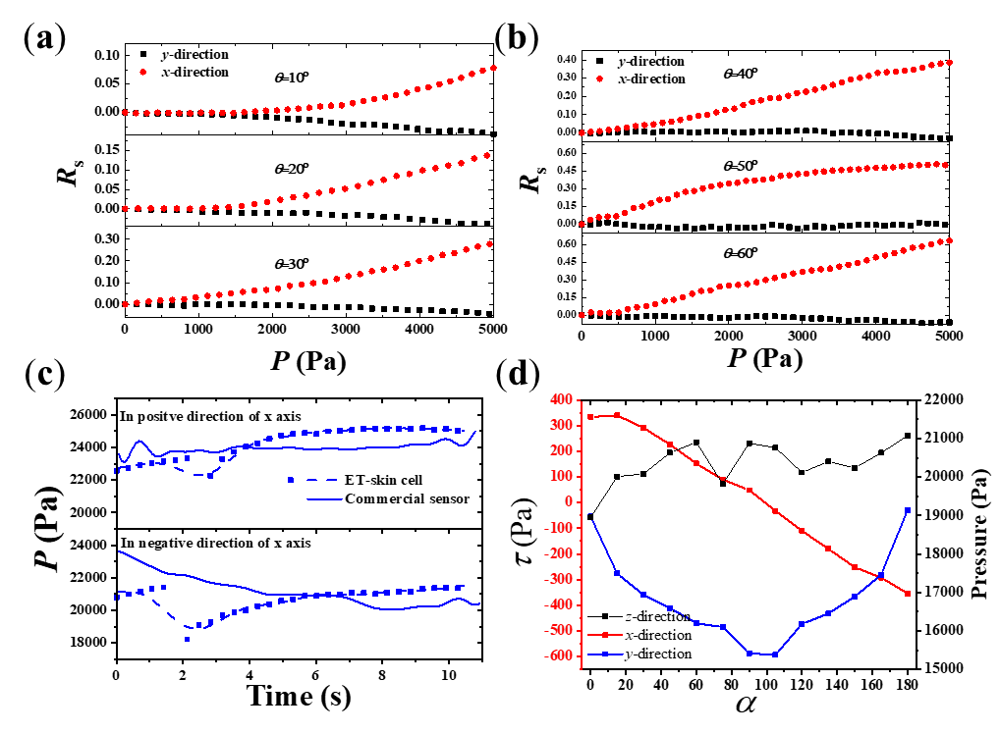 (a)
y-direction
x-direction
θ=10°
0.10
0.05
0.00
θ=20°
0.15
0.10
0.05
0.00
θ=30°
0.30
0.20
0.10
0.00
Rs
0 1000 2000 3000 4000 5000
P (Pa)
(b)
y-direction
x-direction
θ=40°
0.40
0.30
0.20
0.10
0.00
θ=50°
0.60
0.45
0.30
0.15
0.00
θ=60°
0.60
0.45
0.30
0.15
0.00
Rs
0 1000 2000 3000 4000 5000
P (Pa)
(c)
In positve direction of x axis
26000
24000
22000
20000
ET-skin cell
Commercial sensor
In negative direction of x axis
24000
22000
20000
18000
P (Pa)
0 2 4 6 8 10
Time (s)
(d)
400
300
200
100
0
-100
-200
-300
-400
-500
-600
τ (Pa)
z-direction
x-direction
y-direction
22000
21000
20000
19000
18000
17000
16000
15000
Pressure (Pa)
0 20 40 60 80 100 120 140 160 180
α